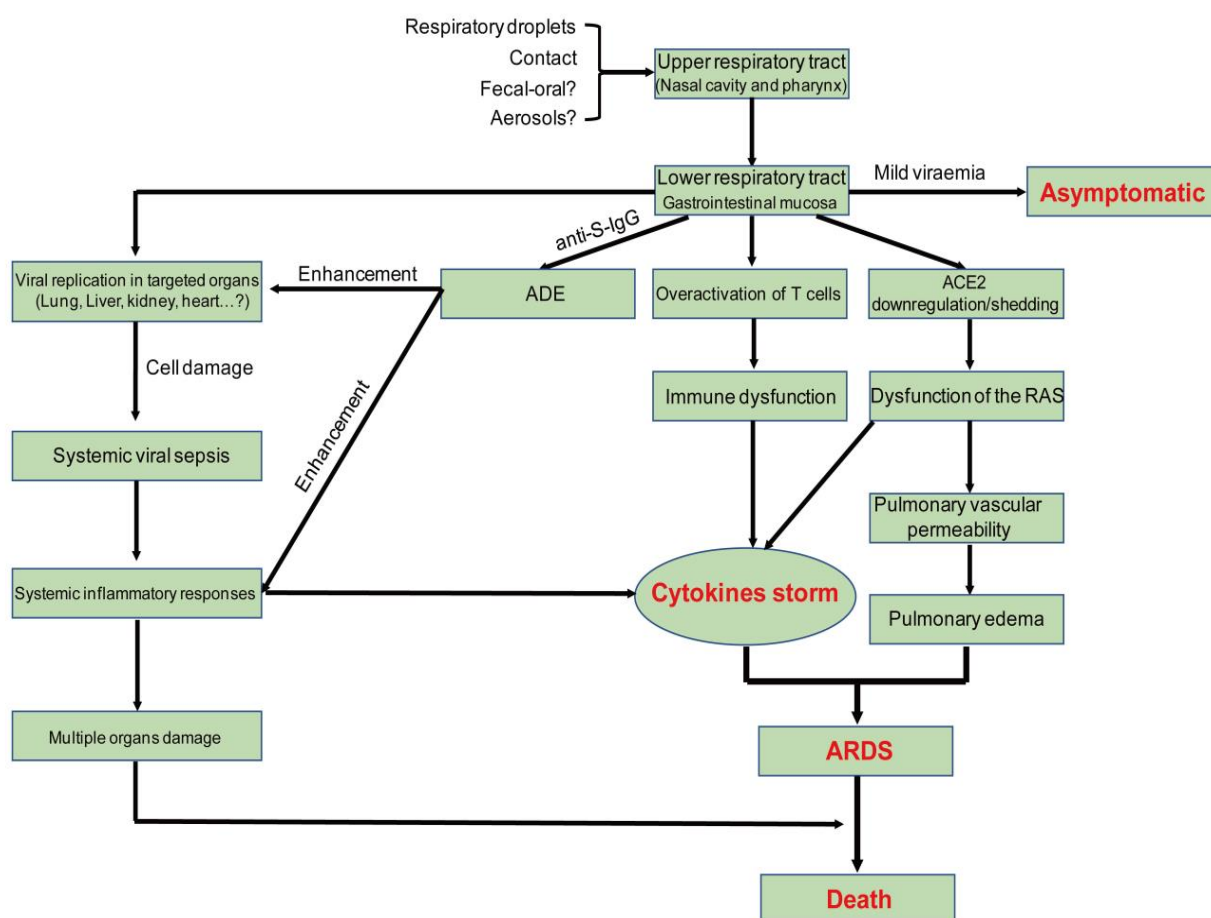 Respiratory droplets
Contact
Fecal-oral?
Aerosols?
Upper respiratory tract
(Nasal cavity and pharynx)
Lower respiratory tract
Gastrointestinal mucosa
Mild viraemia
Asymptomatic
anti-S-IgG
Viral replication in targeted organs
(Lung, Liver, kidney, heart…?)
Enhancement
ADE
Overactivation of T cells
ACE2
downregulation/shedding
Cell damage
Enhancement
Immune dysfunction
Dysfunction of the RAS
Systemic viral sepsis
Pulmonary vascular
permeability
Systemic inflammatory responses
Cytokines storm
Pulmonary edema
Multiple organs damage
ARDS
Death